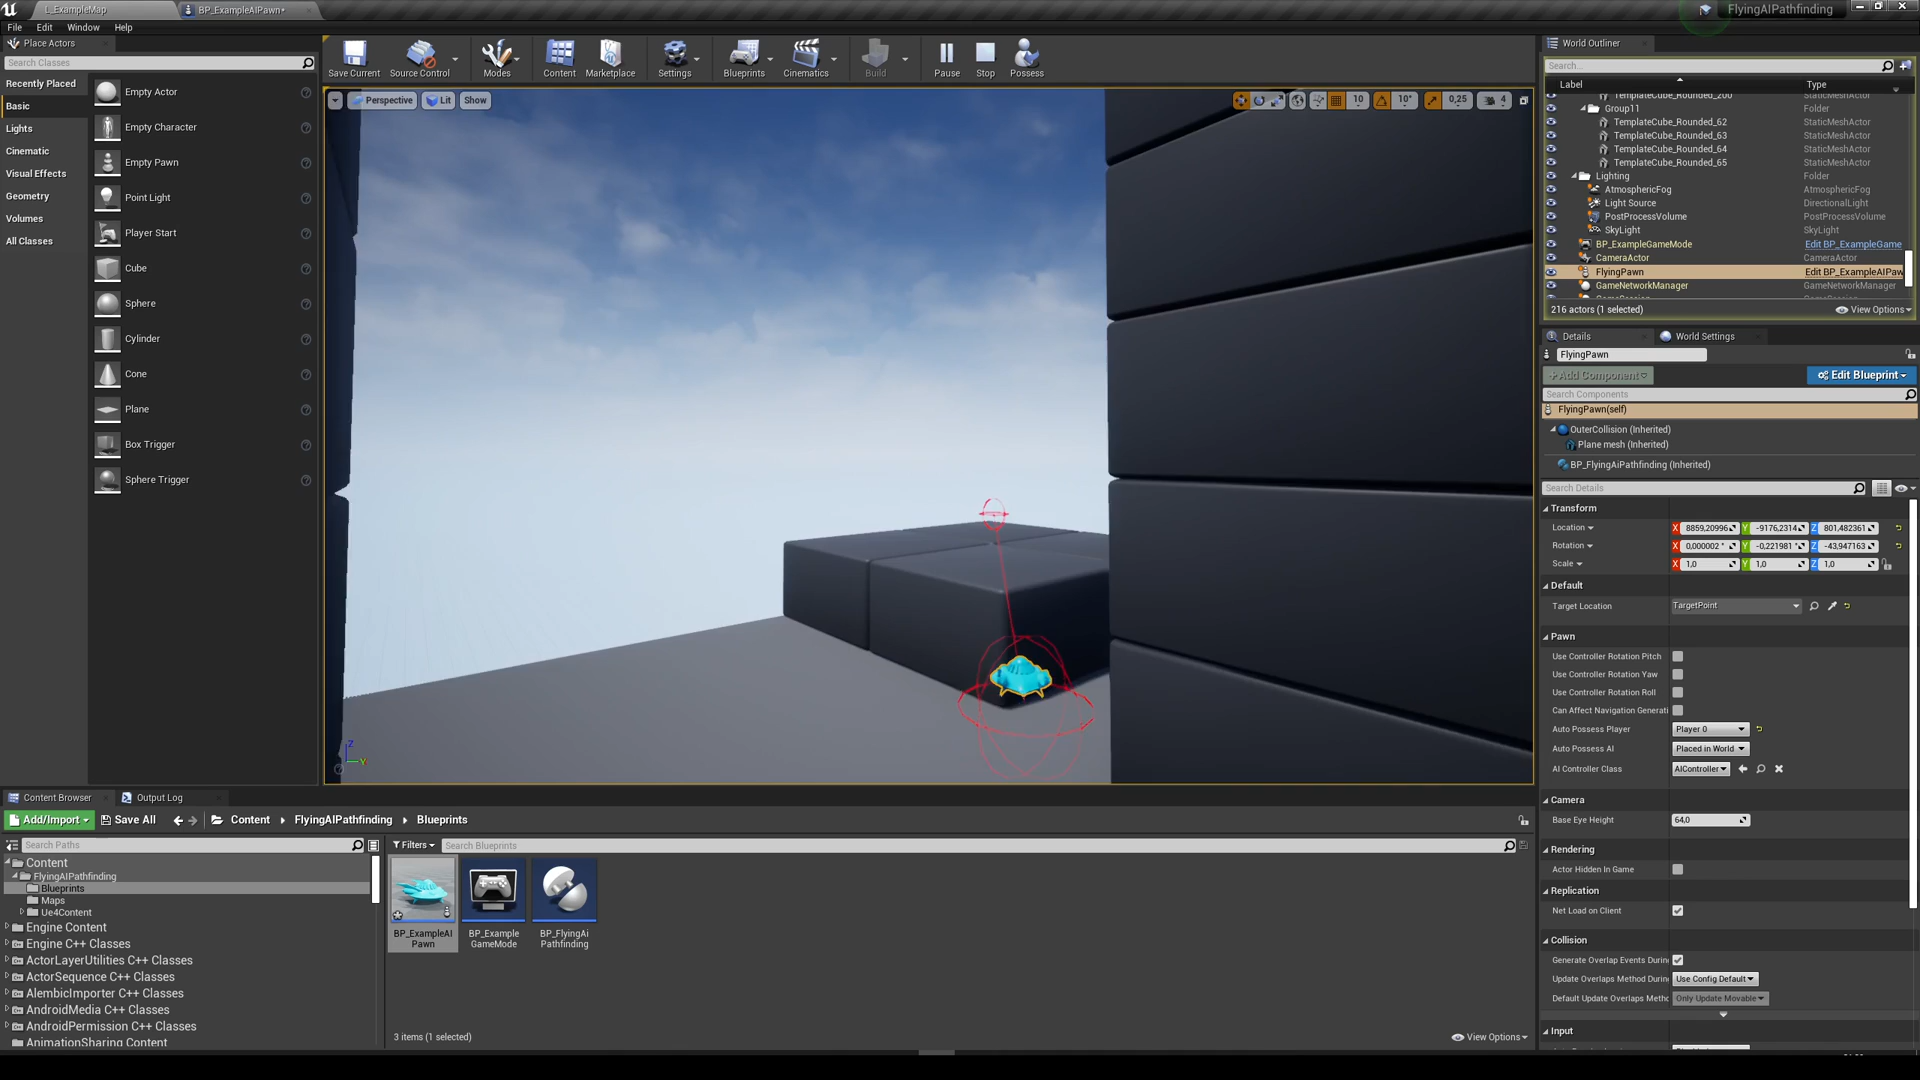 L_ExampleMap
BP_ExampleAIPawn*
FlyingAIPathfinding
File Edit Window Help
Place Actors
Search Classes
Recently Placed
Basic
Lights
Cinematic
Visual Effects
Geometry
Volumes
All Classes
Empty Actor
Empty Character
Empty Pawn
Point Light
Player Start
Cube
Sphere
Cylinder
Cone
Plane
Box Trigger
Sphere Trigger
Save Current
Source Control
Modes
Content
Marketplace
Settings
Blueprints
Cinematics
Build
Pause
Stop
Possess
Perspective
Lit
Show
10
10°
0,25
4
Z
Y
World Outliner
Search...
Label Type
TemplateCube_Rounded_200 StaticMeshActor
Group11 Folder
TemplateCube_Rounded_62 StaticMeshActor
TemplateCube_Rounded_63 StaticMeshActor
TemplateCube_Rounded_64 StaticMeshActor
TemplateCube_Rounded_65 StaticMeshActor
Lighting Folder
AtmosphericFog AtmosphericFog
Light Source DirectionalLight
PostProcessVolume PostProcessVolume
SkyLight SkyLight
BP_ExampleGameMode Edit BP_ExampleGame
CameraActor CameraActor
FlyingPawn Edit BP_ExampleAIPaw
GameNetworkManager GameNetworkManager
216 actors (1 selected)
View Options
Details
World Settings
FlyingPawn
+Add Component
Edit Blueprint
Search Components
FlyingPawn(self)
OuterCollision (Inherited)
Plane mesh (Inherited)
BP_FlyingAiPathfinding (Inherited)
Search Details
Transform
Location X 8859,20996 Y -9176,2314 Z 801,482361
Rotation X 0,000002 ° Y -0,221981 ° Z -43,947163
Scale X 1,0 Y 1,0 Z 1,0
Default
Target Location TargetPoint
Pawn
Use Controller Rotation Pitch
Use Controller Rotation Yaw
Use Controller Rotation Roll
Can Affect Navigation Generati
Auto Possess Player Player 0
Auto Possess AI Placed in World
AI Controller Class AIController
Camera
Base Eye Height 64,0
Rendering
Actor Hidden In Game
Replication
Net Load on Client
Collision
Generate Overlap Events Durin
Update Overlaps Method Durin Use Config Default
Default Update Overlaps Metho Only Update Movable
Input
Content Browser
Output Log
Add/Import
Save All
Content FlyingAIPathfinding Blueprints
Search Paths
Filters
Search Blueprints
Content
FlyingAIPathfinding
Blueprints
Maps
Ue4Content
Engine Content
Engine C++ Classes
ActorLayerUtilities C++ Classes
ActorSequence C++ Classes
AlembicImporter C++ Classes
AndroidMedia C++ Classes
AndroidPermission C++ Classes
AnimationSharing Content
BP_ExampleAI
Pawn
BP_Example
GameMode
BP_FlyingAi
Pathfinding
3 items (1 selected)
View Options